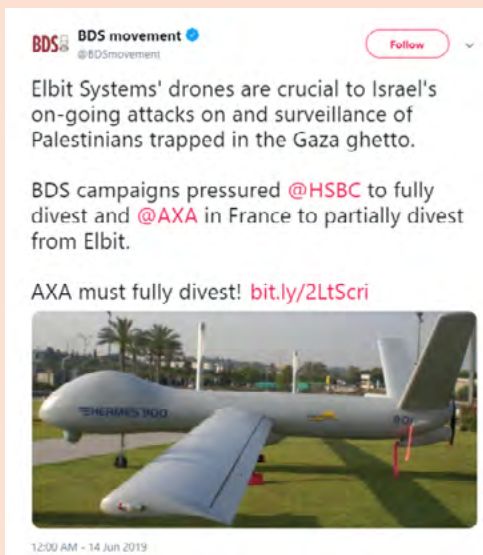 BDS
BDS movement
@BDSmovement
Follow
Elbit Systems' drones are crucial to Israel's
on-going attacks on and surveillance of
Palestinians trapped in the Gaza ghetto.
BDS campaigns pressured @HSBC to fully
divest and @AXA in France to partially divest
from Elbit.
AXA must fully divest! bit.ly/2LtScri
HERMES 900
12:00 AM - 14 Jun 2019